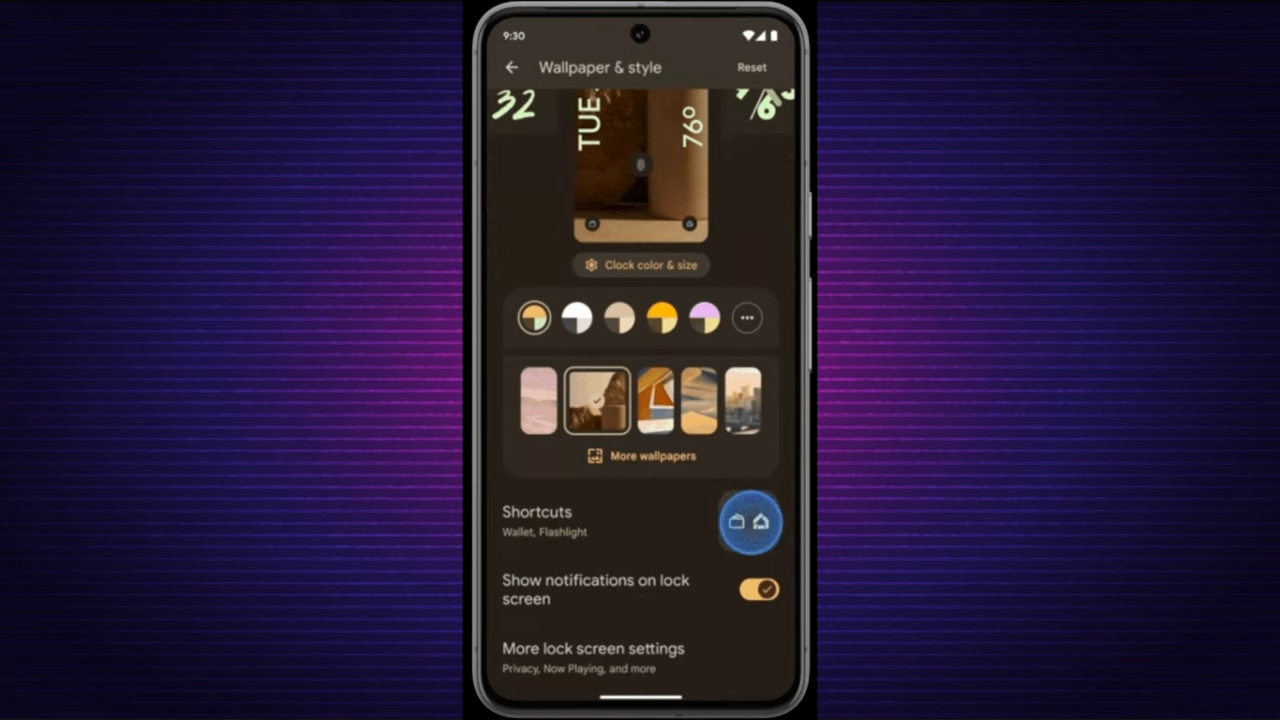 9:30
Wallpaper & style
Reset
32
TUE
76°
Clock color & size
More wallpapers
Shortcuts
Wallet, Flashlight
Show notifications on lock
screen
More lock screen settings
Privacy, Now Playing, and more